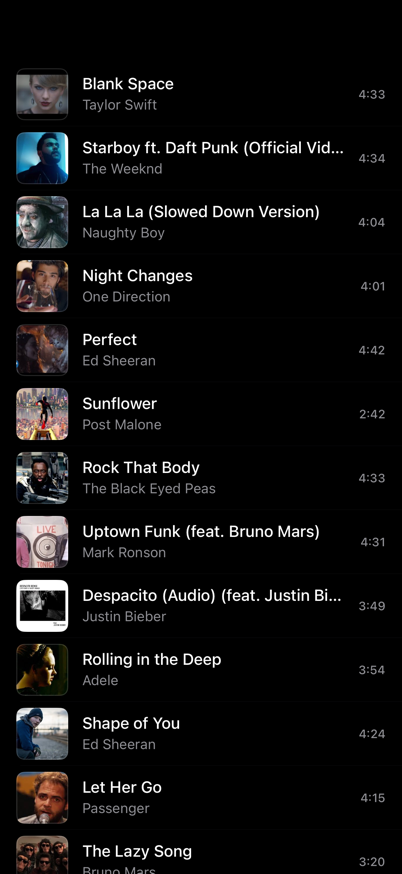 Blank Space
Taylor Swift
4:33
Starboy ft. Daft Punk (Official Vid...
The Weeknd
4:34
La La La (Slowed Down Version)
Naughty Boy
4:04
Night Changes
One Direction
4:01
Perfect
Ed Sheeran
4:42
Sunflower
Post Malone
2:42
Rock That Body
The Black Eyed Peas
4:33
LIVE
Uptown Funk (feat. Bruno Mars)
Mark Ronson
4:31
Despacito (Audio) (feat. Justin Bi...
Justin Bieber
3:49
Rolling in the Deep
Adele
3:54
Shape of You
Ed Sheeran
4:24
Let Her Go
Passenger
4:15
The Lazy Song
Bruno Mars
3:20